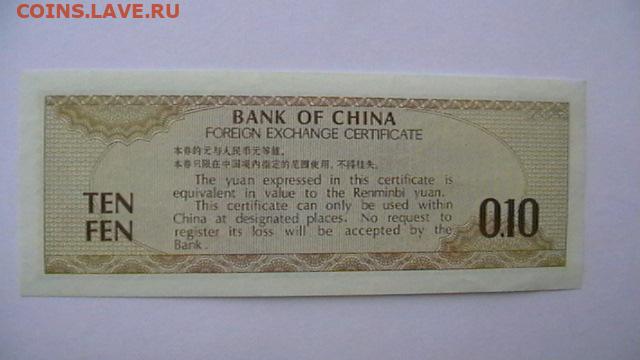 COINS.LAVE.RU
BANK OF CHINA
FOREIGN EXCHANGE CERTIFICATE
本券的元与人民币元等值。
本券只限在中国境内指定的范围使用，不得挂失。
The yuan expressed in this certificate is
equivalent in value to the Renminbi yuan.
This certificate can only be used within
China at designated places. No request to
register its loss will be accepted by the
Bank.
TEN
FEN
0.10